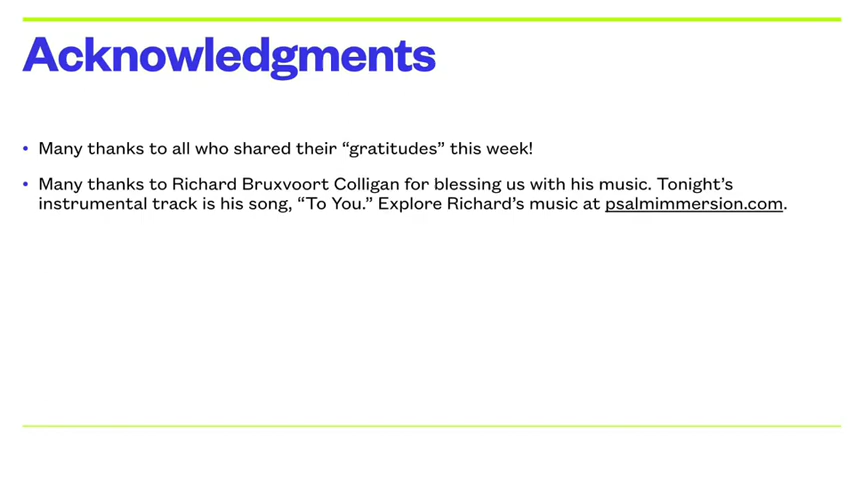 Acknowledgments
• Many thanks to all who shared their “gratitudes” this week!
• Many thanks to Richard Bruxvoort Colligan for blessing us with his music. Tonight’s
instrumental track is his song, “To You.” Explore Richard’s music at psalmimmersion.com.